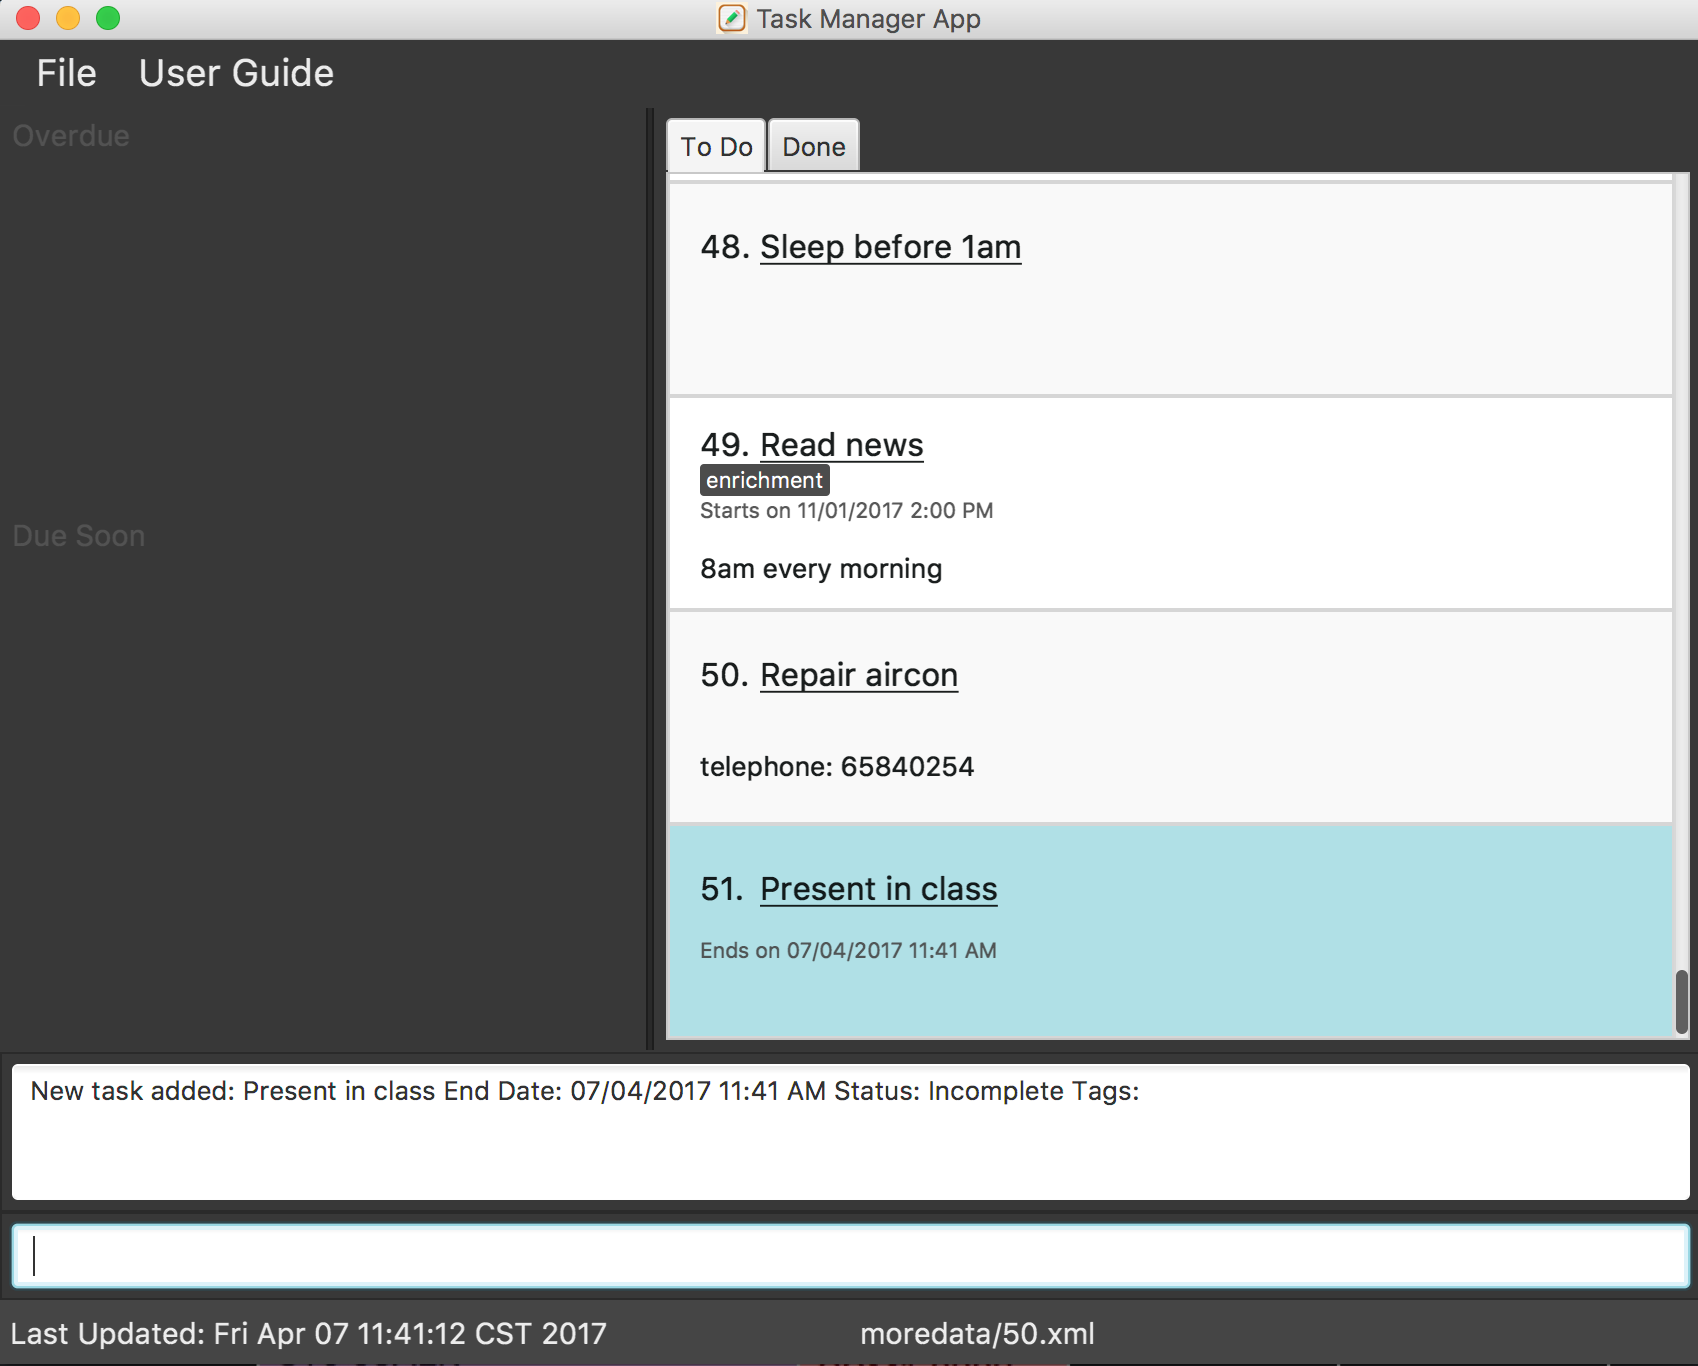 Task Manager App
File User Guide
Overdue
Due Soon
To Do Done
48. Sleep before 1am
49. Read news
enrichment
Starts on 11/01/2017 2:00 PM
8am every morning
50. Repair aircon
telephone: 65840254
51. Present in class
Ends on 07/04/2017 11:41 AM
New task added: Present in class End Date: 07/04/2017 11:41 AM Status: Incomplete Tags:
Last Updated: Fri Apr 07 11:41:12 CST 2017
moredata/50.xml